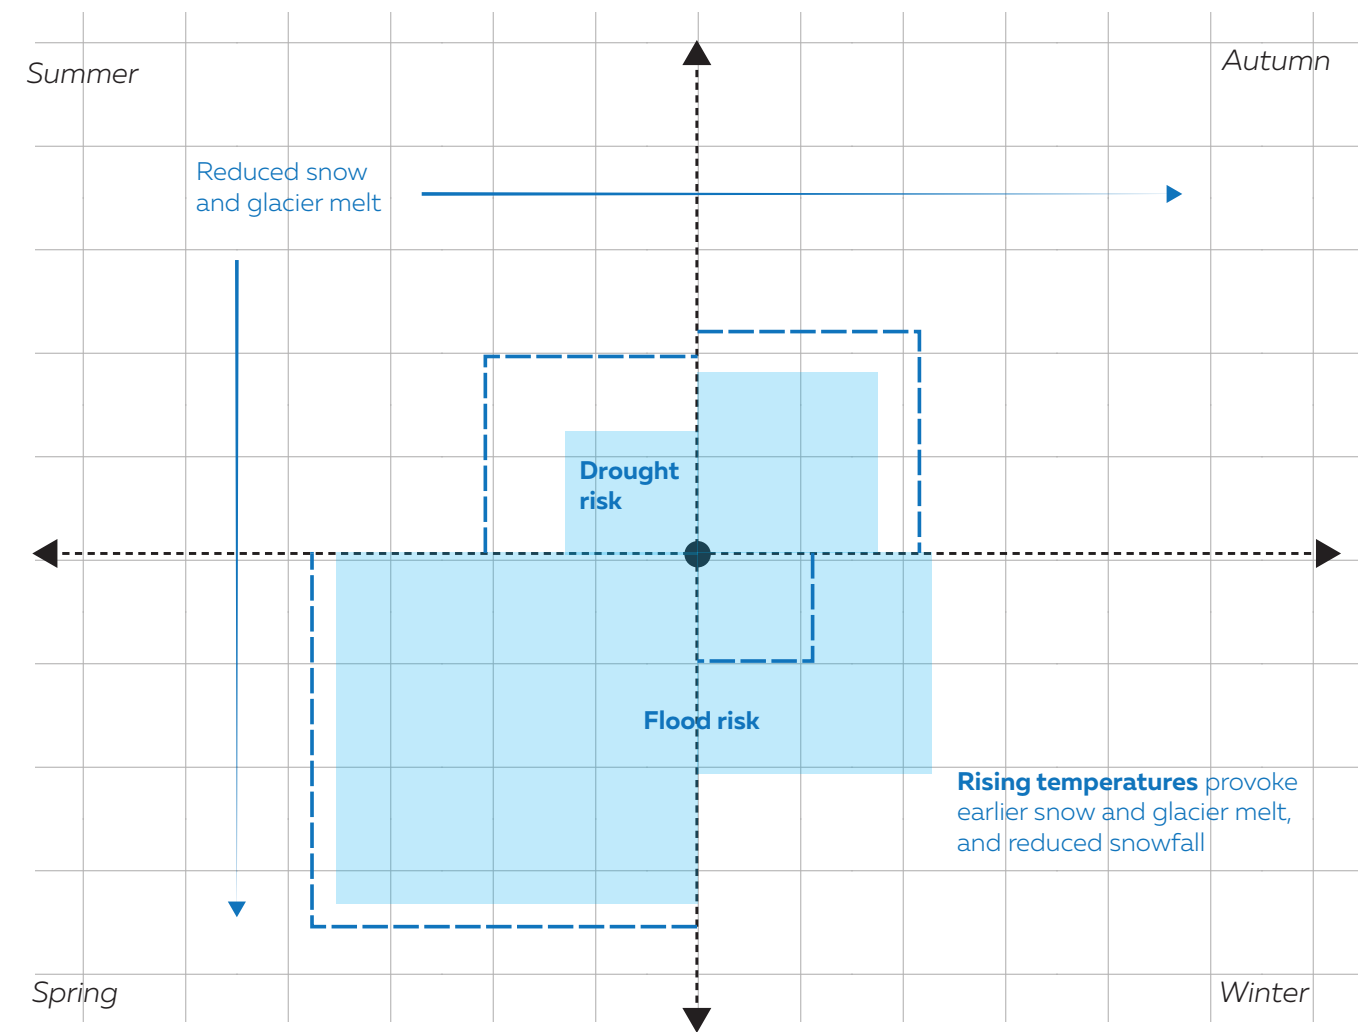 Summer
Autumn
Reduced snow
and glacier melt
Drought
risk
Flood risk
Rising temperatures provoke
earlier snow and glacier melt,
and reduced snowfall
Spring
Winter